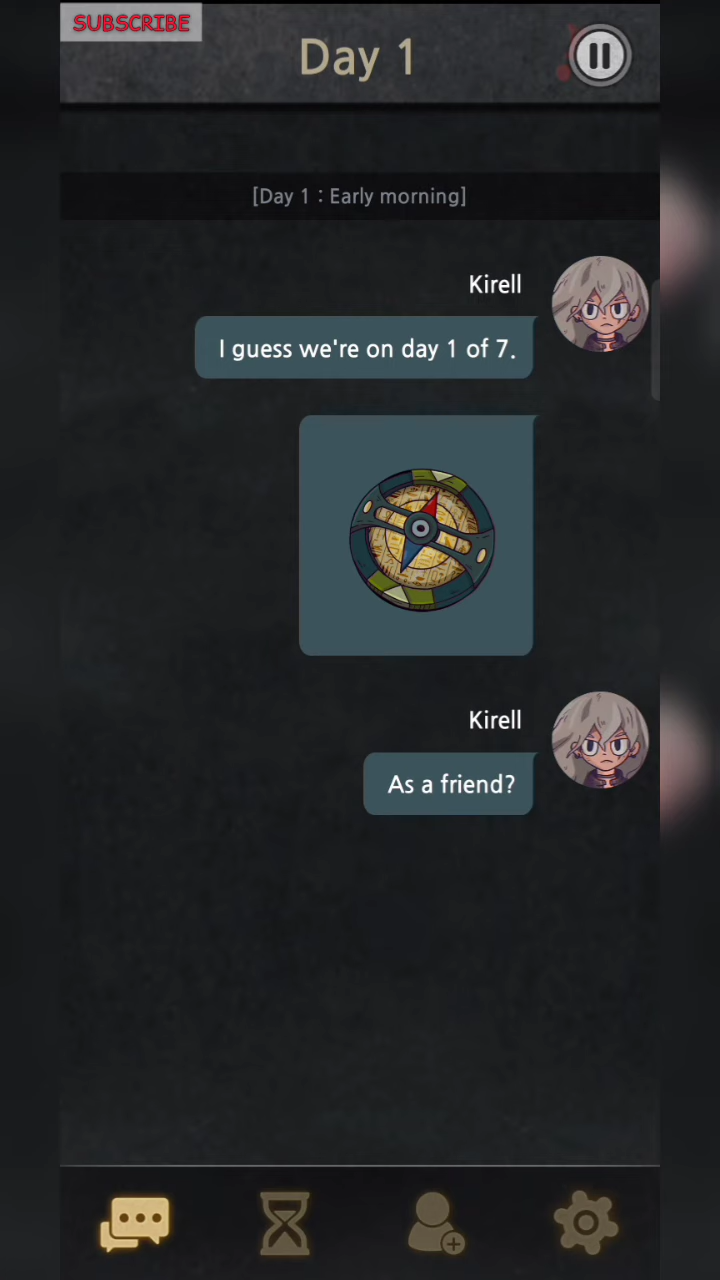 SUBSCRIBE
Day 1
[Day 1 : Early morning]
Kirell
I guess we're on day 1 of 7.
Kirell
As a friend?